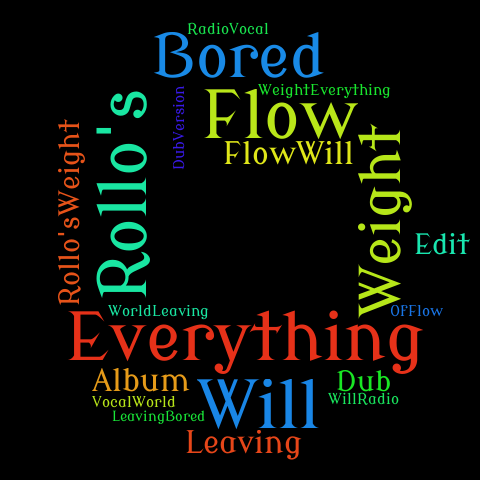 RadioVocal
Bored
WeightEverything
DubVersion
Flow
Rollo's
FlowWill
Rollo'sWeight
Weight
Edit
WorldLeaving
OFFlow
Everything
Album
Will
Dub
VocalWorld
WillRadio
LeavingBored
Leaving